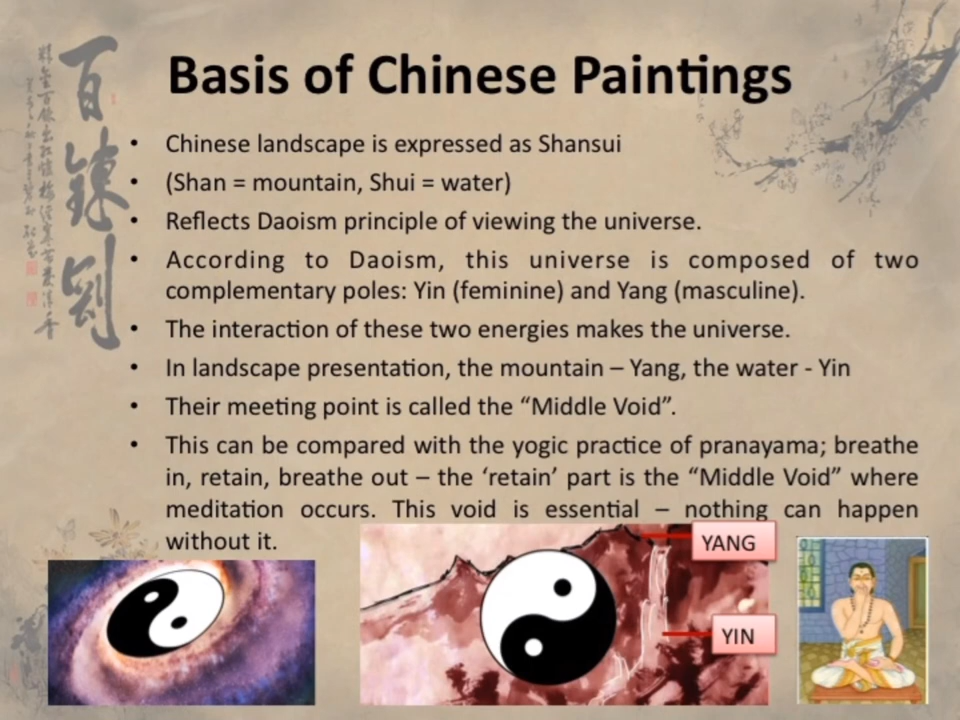 百
錬
剛
Basis of Chinese Paintings
• Chinese landscape is expressed as Shansui
• (Shan = mountain, Shui = water)
• Reflects Daoism principle of viewing the universe.
• According to Daoism, this universe is composed of two
complementary poles: Yin (feminine) and Yang (masculine).
• The interaction of these two energies makes the universe.
• In landscape presentation, the mountain – Yang, the water - Yin
• Their meeting point is called the “Middle Void”.
• This can be compared with the yogic practice of pranayama; breathe
in, retain, breathe out – the ‘retain’ part is the “Middle Void” where
meditation occurs. This void is essential – nothing can happen
without it.
YANG
YIN